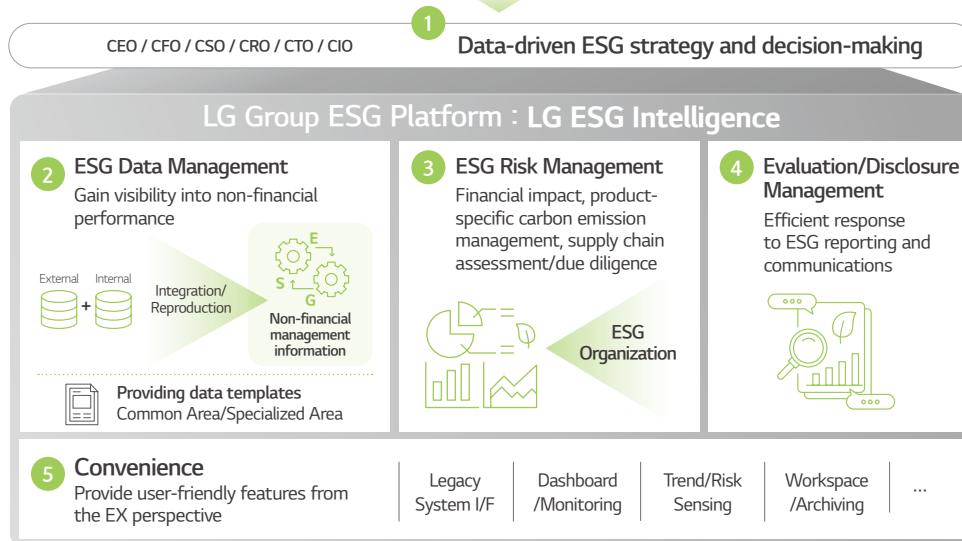 1
CEO / CFO / CSO / CRO / CTO / CIO
Data-driven ESG strategy and decision-making
LG Group ESG Platform : LG ESG Intelligence
2
ESG Data Management
Gain visibility into non-financial
performance
External
Internal
+
Integration/
Reproduction
E
S
G
Non-financial
management
information
Providing data templates
Common Area/Specialized Area
3
ESG Risk Management
Financial impact, product-
specific carbon emission
management, supply chain
assessment/due diligence
ESG
Organization
4
Evaluation/Disclosure
Management
Efficient response
to ESG reporting and
communications
5
Convenience
Provide user-friendly features from
the EX perspective
Legacy
System I/F
Dashboard
/Monitoring
Trend/Risk
Sensing
Workspace
/Archiving
...